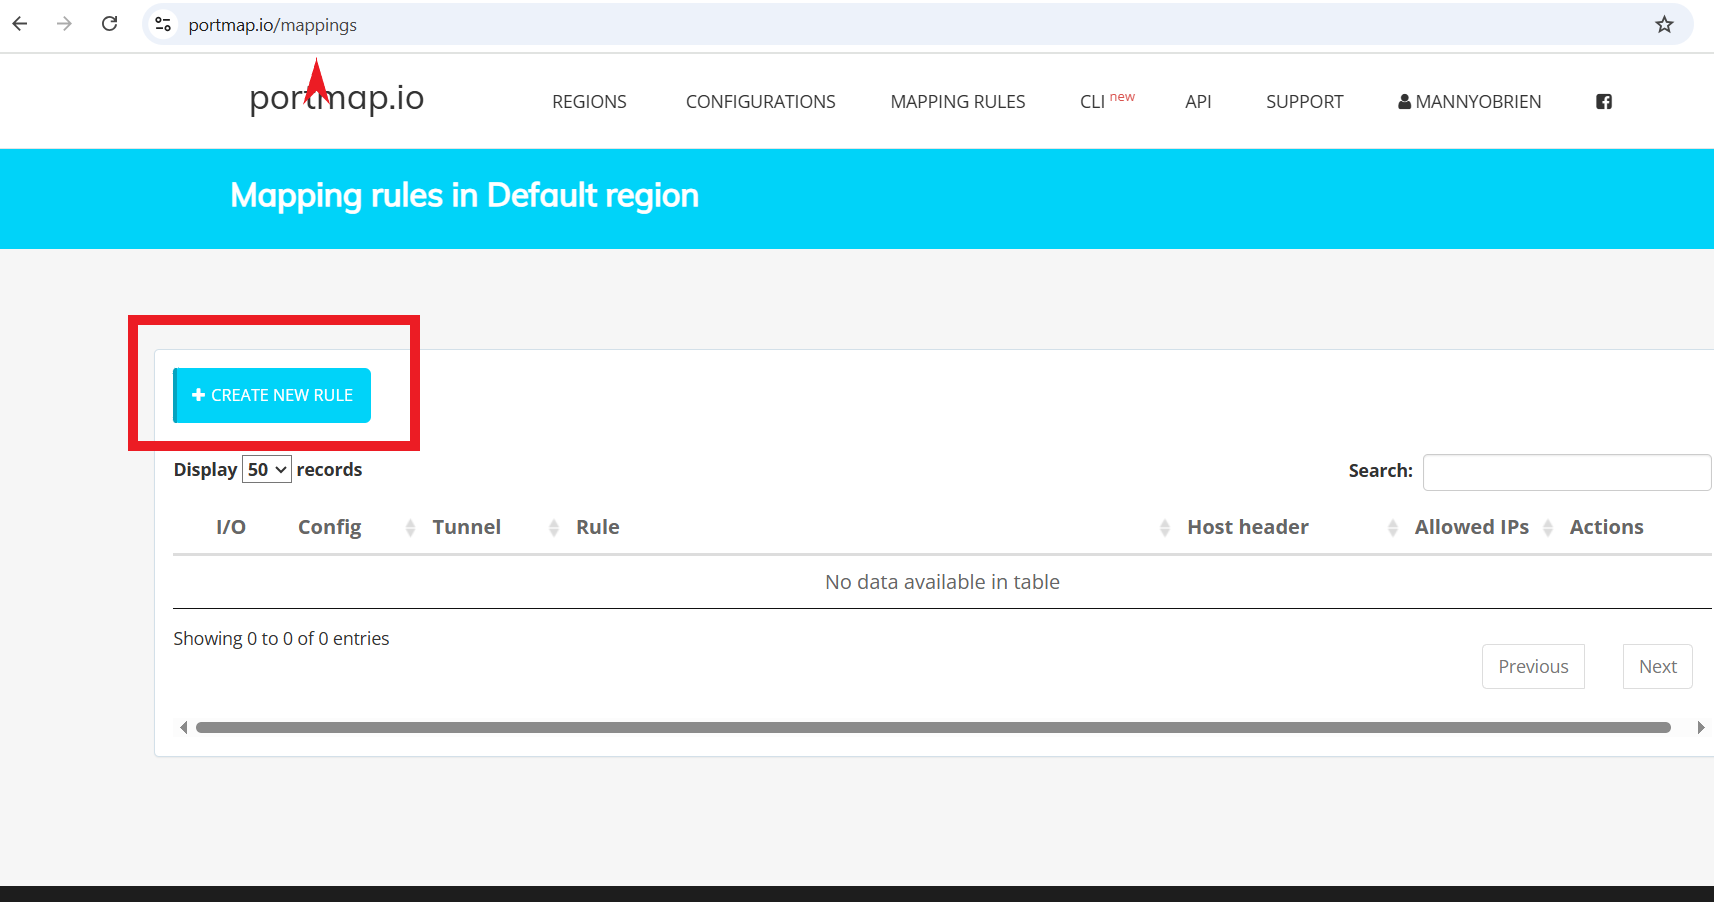 portmap.io/mappings
portmap.io REGIONS CONFIGURATIONS MAPPING RULES CLI new API SUPPORT MANNYOBRIEN
Mapping rules in Default region
CREATE NEW RULE
Display 50 records Search:
I/O Config Tunnel Rule Host header Allowed IPs Actions
No data available in table
Showing 0 to 0 of 0 entries
Previous Next